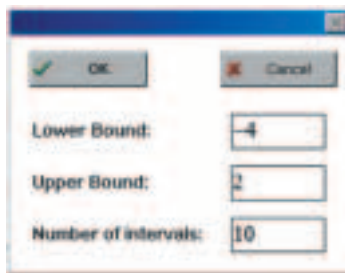 OK
Cancel
Lower Bound: -4
Upper Bound: 2
Number of intervals: 10